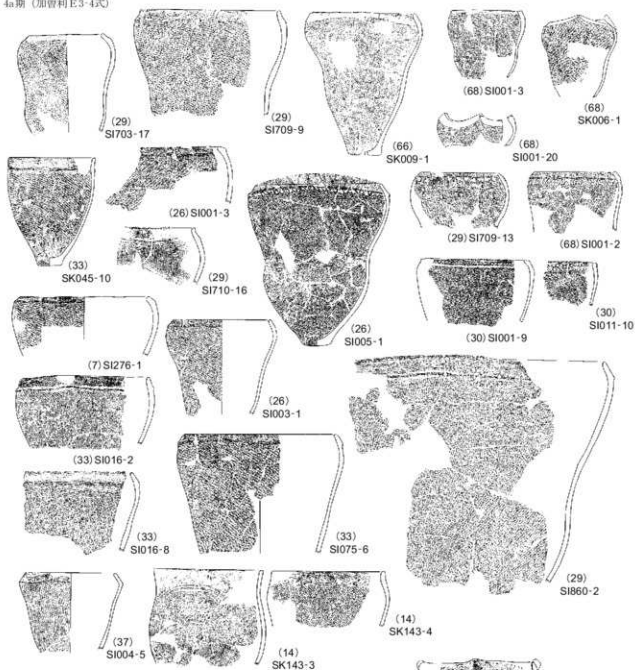 4a期（加曽利E3-4式）
(29)
SI703-17
(29)
SI709-9
(66)
SK009-1
(68) SI001-3
(68)
SK006-1
(68)
SI001-20
(33)
SK045-10
(26) SI001-3
(29)
SI710-16
(26)
SI005-1
(29) SI709-13
(68) SI001-2
(30) SI001-9
(30)
SI011-10
(7) SI276-1
(26)
SI003-1
(33) SI016-2
(33)
SI016-8
(33)
SI075-6
(29)
SI860-2
(37)
SI004-5
(14)
SK143-3
(14)
SK143-4